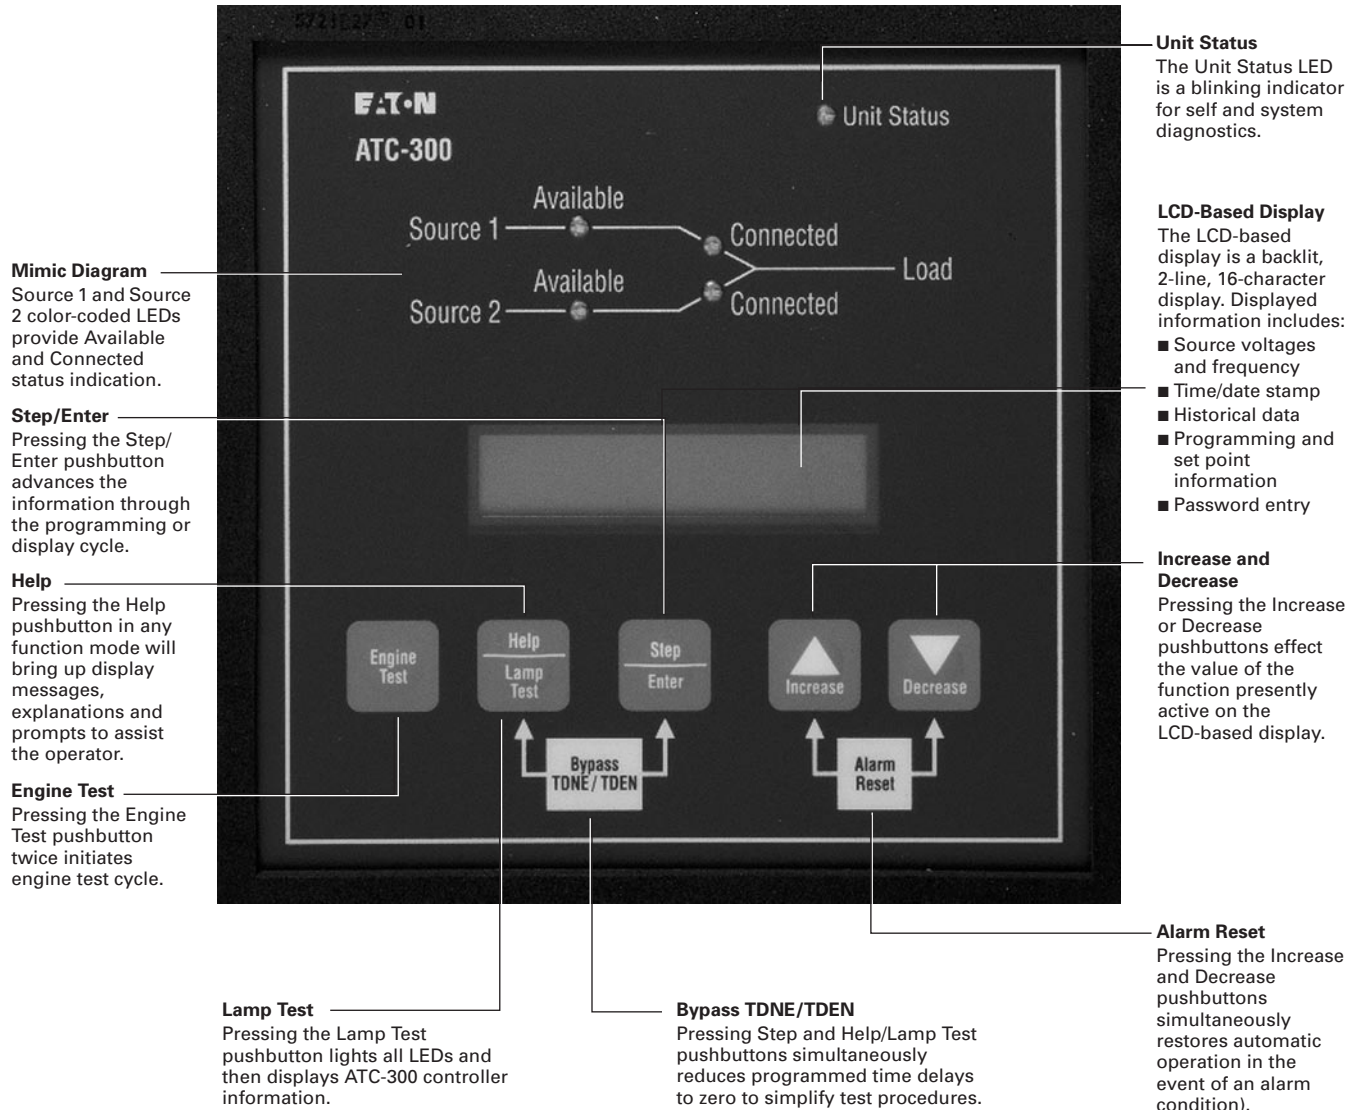 5721E27 01
EATON
ATC-300
Unit Status
Available
Source 1
Connected
Load
Available
Source 2
Connected
Engine
Test
Help
Lamp
Test
Step
Enter
Increase
Decrease
Bypass
TDNE / TDEN
Alarm
Reset
Mimic Diagram
Source 1 and Source
2 color-coded LEDs
provide Available
and Connected
status indication.
Step/Enter
Pressing the Step/
Enter pushbutton
advances the
information through
the programming or
display cycle.
Help
Pressing the Help
pushbutton in any
function mode will
bring up display
messages,
explanations and
prompts to assist
the operator.
Engine Test
Pressing the Engine
Test pushbutton
twice initiates
engine test cycle.
Lamp Test
Pressing the Lamp Test
pushbutton lights all LEDs and
then displays ATC-300 controller
information.
Bypass TDNE/TDEN
Pressing Step and Help/Lamp Test
pushbuttons simultaneously
reduces programmed time delays
to zero to simplify test procedures.
Unit Status
The Unit Status LED
is a blinking indicator
for self and system
diagnostics.
LCD-Based Display
The LCD-based
display is a backlit,
2-line, 16-character
display. Displayed
information includes:
■ Source voltages
and frequency
■ Time/date stamp
■ Historical data
■ Programming and
set point
information
■ Password entry
Increase and
Decrease
Pressing the Increase
or Decrease
pushbuttons effect
the value of the
function presently
active on the
LCD-based display.
Alarm Reset
Pressing the Increase
and Decrease
pushbuttons
simultaneously
restores automatic
operation in the
event of an alarm
condition).